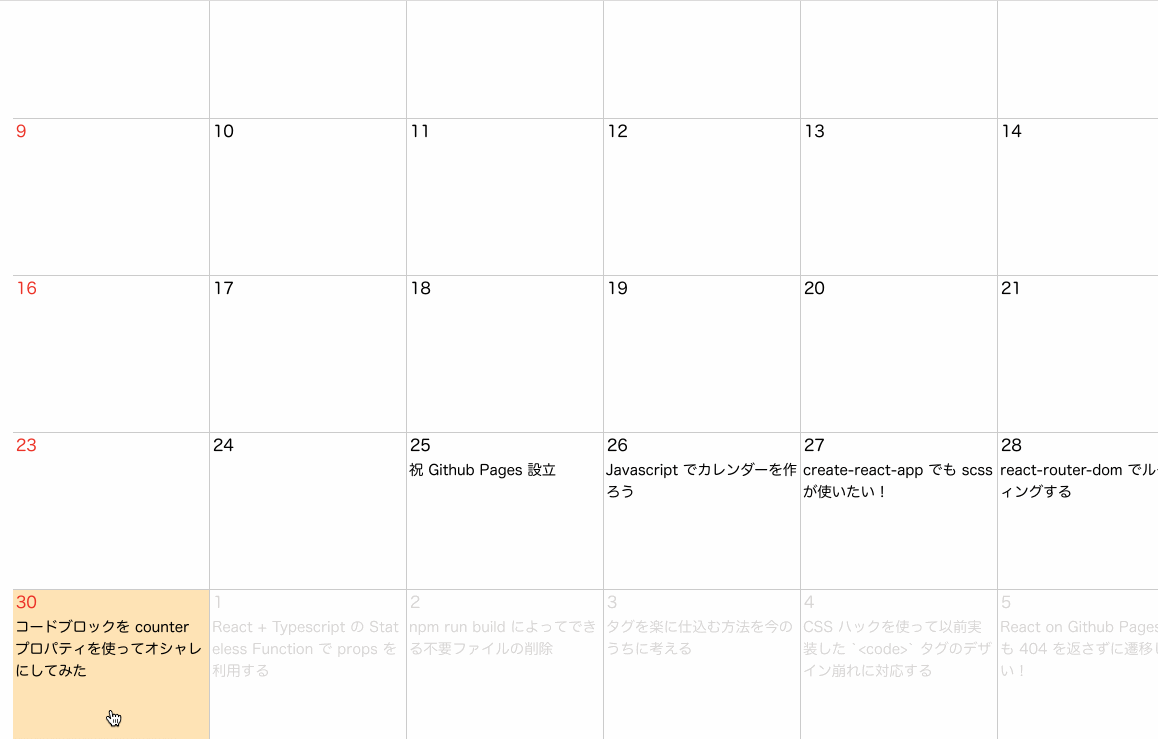 9
10
11
12
13
14
16
17
18
19
20
21
23
24
25
祝 Github Pages 設立
26
Javascript でカレンダーを作
ろう
27
create-react-app でも scss
が使いたい！
28
react-router-dom でル
ィングする
30
コードブロックを counter
プロパティを使ってオシャレ
にしてみた
1
React + Typescript の Stat
eless Function で props を
利用する
2
npm run build によってでき
る不要ファイルの削除
3
タグを楽に仕込む方法を今の
うちに考える
4
CSS ハックを使って以前実
装した `<code>` タグのデザ
イン崩れに対応する
5
React on Github Pages
も 404 を返さずに遷移し
い！